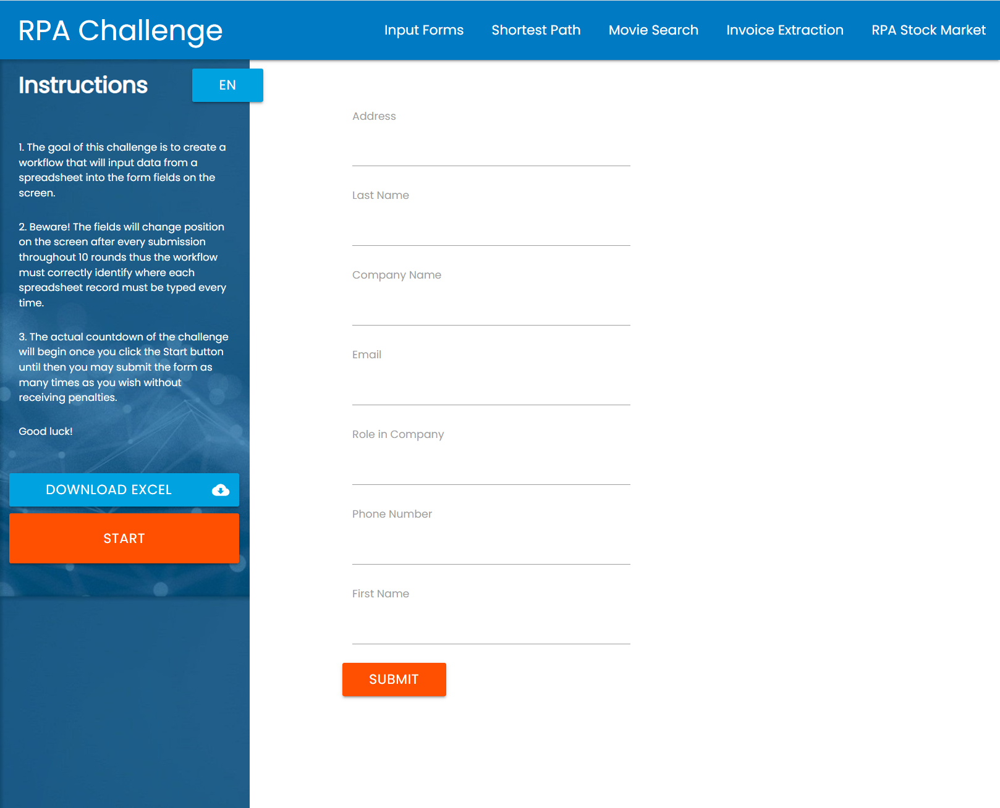 RPA Challenge
Input Forms
Shortest Path
Movie Search
Invoice Extraction
RPA Stock Market
Instructions
EN
1. The goal of this challenge is to create a
workflow that will input data from a
spreadsheet into the form fields on the
screen.
2. Beware! The fields will change position
on the screen after every submission
throughout 10 rounds thus the workflow
must correctly identify where each
spreadsheet record must be typed every
time.
3. The actual countdown of the challenge
will begin once you click the Start button
until then you may submit the form as
many times as you wish without
receiving penalties.
Good luck!
DOWNLOAD EXCEL
START
Address
Last Name
Company Name
Email
Role in Company
Phone Number
First Name
SUBMIT